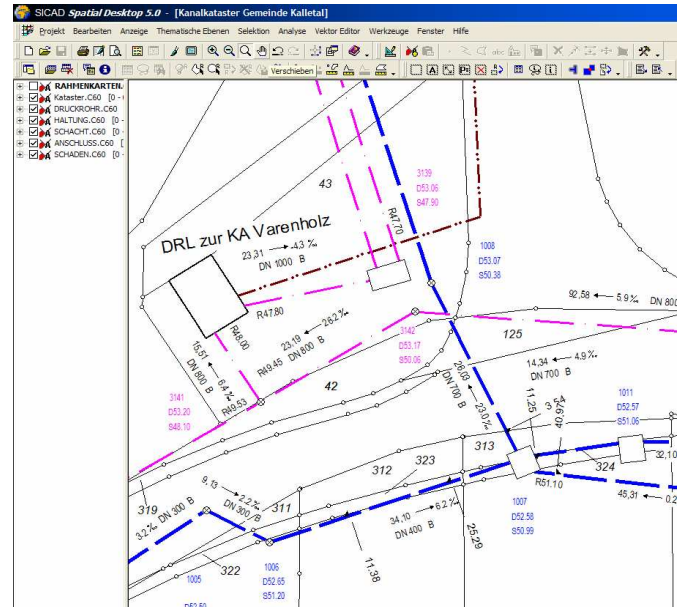 SICAD Spatial Desktop 5.0 - [Kanalkataster Gemeinde Kalletal]
Projekt Bearbeiten Anzeige Thematische Ebenen Selektion Analyse Vektor Editor Werkzeuge Fenster Hilfe
Verschieben
RAHMENKARTEN
Kataster.C60 [0 -
DRUCKROHR.C60
HALTUNG.C60 [0
SCHACHT.C60 [0 -
ANSCHLUSS.C60 [
SCHADEN.C60 [0 -
43
3139
D53.06
S47.90
R47.70
DRL zur KA Varenholz
23,31 -4,3 ‰
DN 1000 B
1008
D53.07
S50.38
R47.80
92,58 5,9 ‰ DN 800
R48.00
23,19 28,2 ‰
R49.45 DN 800 B
3142
D53.17
S50.06
125
15,51 6,4 ‰
DN 800 B
42
26,03 23,0 ‰
DN 700 B
14,34 4,9 ‰
DN 700 B
3141
D53.20
S48.10
R49.53
1011
D52.57
S51.06
11,25
3,54
40,97
313
312
323
324
32,10
319
9,13 2,2 ‰
DN 300 B
311
3,2 ‰ DN 300 B
34,10 6,2 ‰
DN 400 B
1007
D52.58
S50.99
R51.10
45,31 0,2
25,29
11,38
322
1005
D52.50
1006
D52.65
S51.20